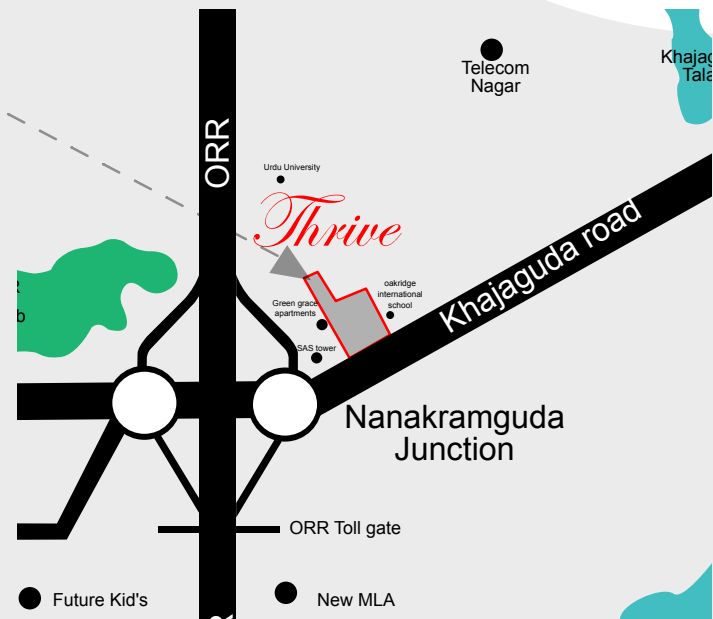 Telecom
Nagar
ORR
Urdu University
Thrive
oakridge
international
school
Green grace
apartments
SAS tower
Khajaguda road
Nanakramguda
Junction
ORR Toll gate
Future Kid's
New MLA